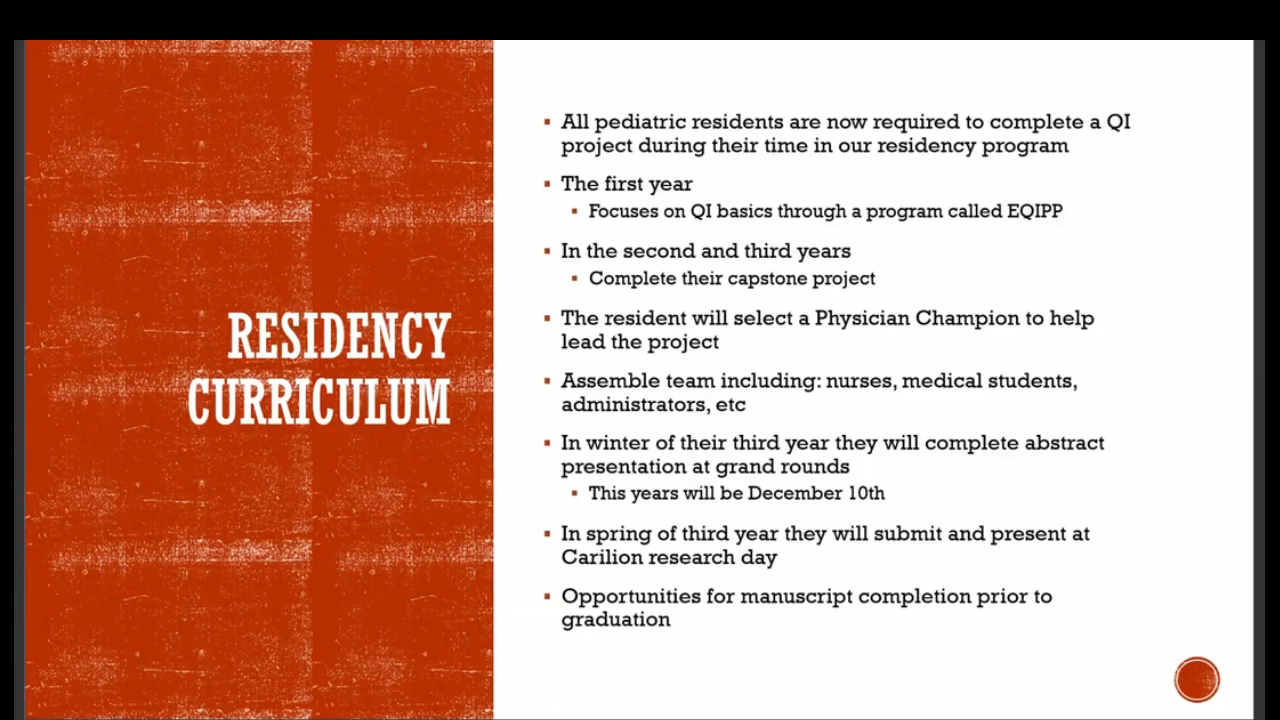 RESIDENCY
CURRICULUM
All pediatric residents are now required to complete a QI
project during their time in our residency program
The first year
Focuses on QI basics through a program called EQIPP
In the second and third years
Complete their capstone project
The resident will select a Physician Champion to help
lead the project
Assemble team including: nurses, medical students,
administrators, etc
In winter of their third year they will complete abstract
presentation at grand rounds
This years will be December 10th
In spring of third year they will submit and present at
Carilion research day
Opportunities for manuscript completion prior to
graduation